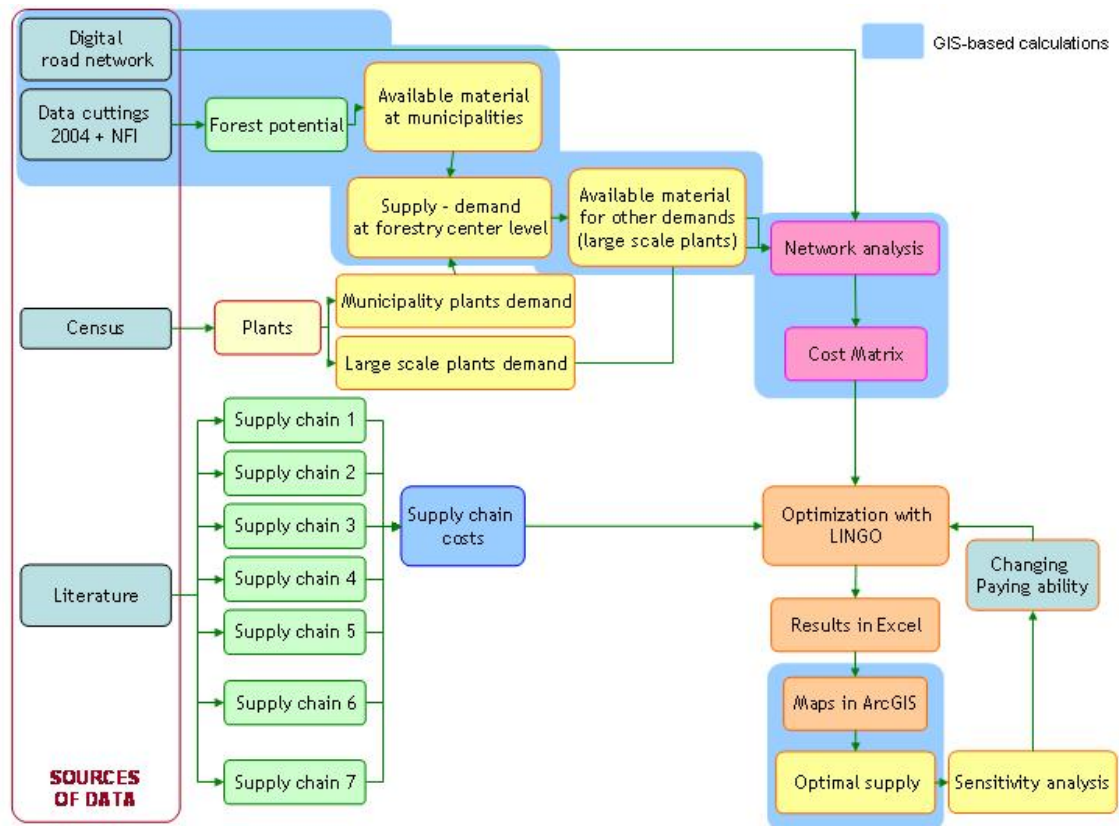 Digital
road network
GIS-based calculations
Data cuttings
2004 + NFI
Forest potential
Available material
at municipalities
Supply - demand
at forestry center level
Available material
for other demands
(large scale plants)
Network analysis
Municipality plants demand
Census
Plants
Large scale plants demand
Cost Matrix
Supply chain 1
Supply chain 2
Supply chain 3
Supply chain 4
Supply chain 5
Supply chain 6
Supply chain 7
Literature
Supply chain
costs
Optimization with
LINGO
Changing
Paying ability
Results in Excel
Maps in ArcGIS
Optimal supply
Sensitivity analysis
SOURCES
OF DATA